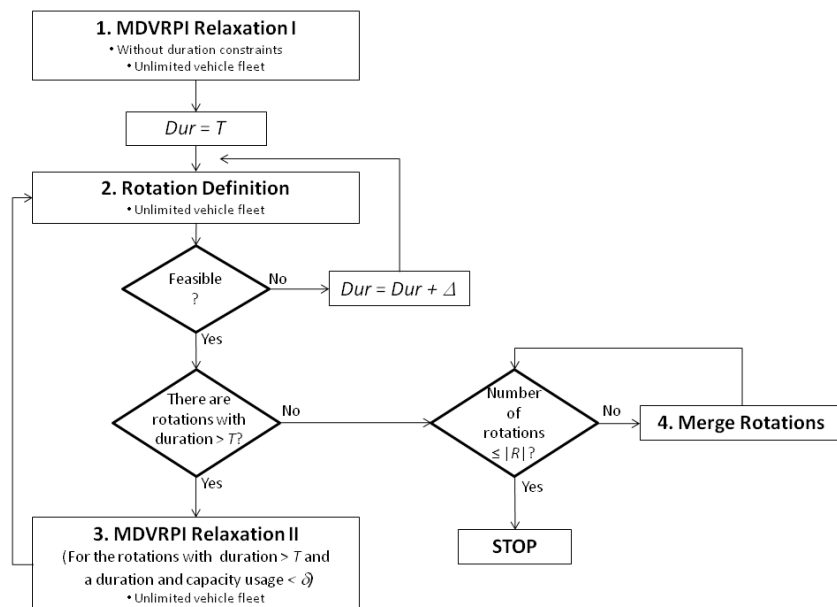 1. MDVRPI Relaxation I
• Without duration constraints
• Unlimited vehicle fleet
Dur = T
2. Rotation Definition
• Unlimited vehicle fleet
Feasible
?
No
Dur = Dur + Δ
Yes
There are
rotations with
duration > T?
No
Number
of
rotations
≤ |R| ?
No
4. Merge Rotations
Yes
Yes
3. MDVRPI Relaxation II
(For the rotations with duration > T and
a duration and capacity usage < δ)
• Unlimited vehicle fleet
STOP